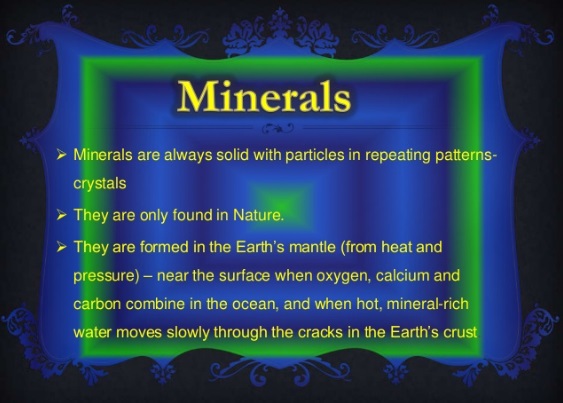 Minerals
➢ Minerals are always solid with particles in repeating patterns-
crystals
➢ They are only found in Nature.
➢ They are formed in the Earth's mantle (from heat and
pressure) – near the surface when oxygen, calcium and
carbon combine in the ocean, and when hot, mineral-rich
water moves slowly through the cracks in the Earth's crust